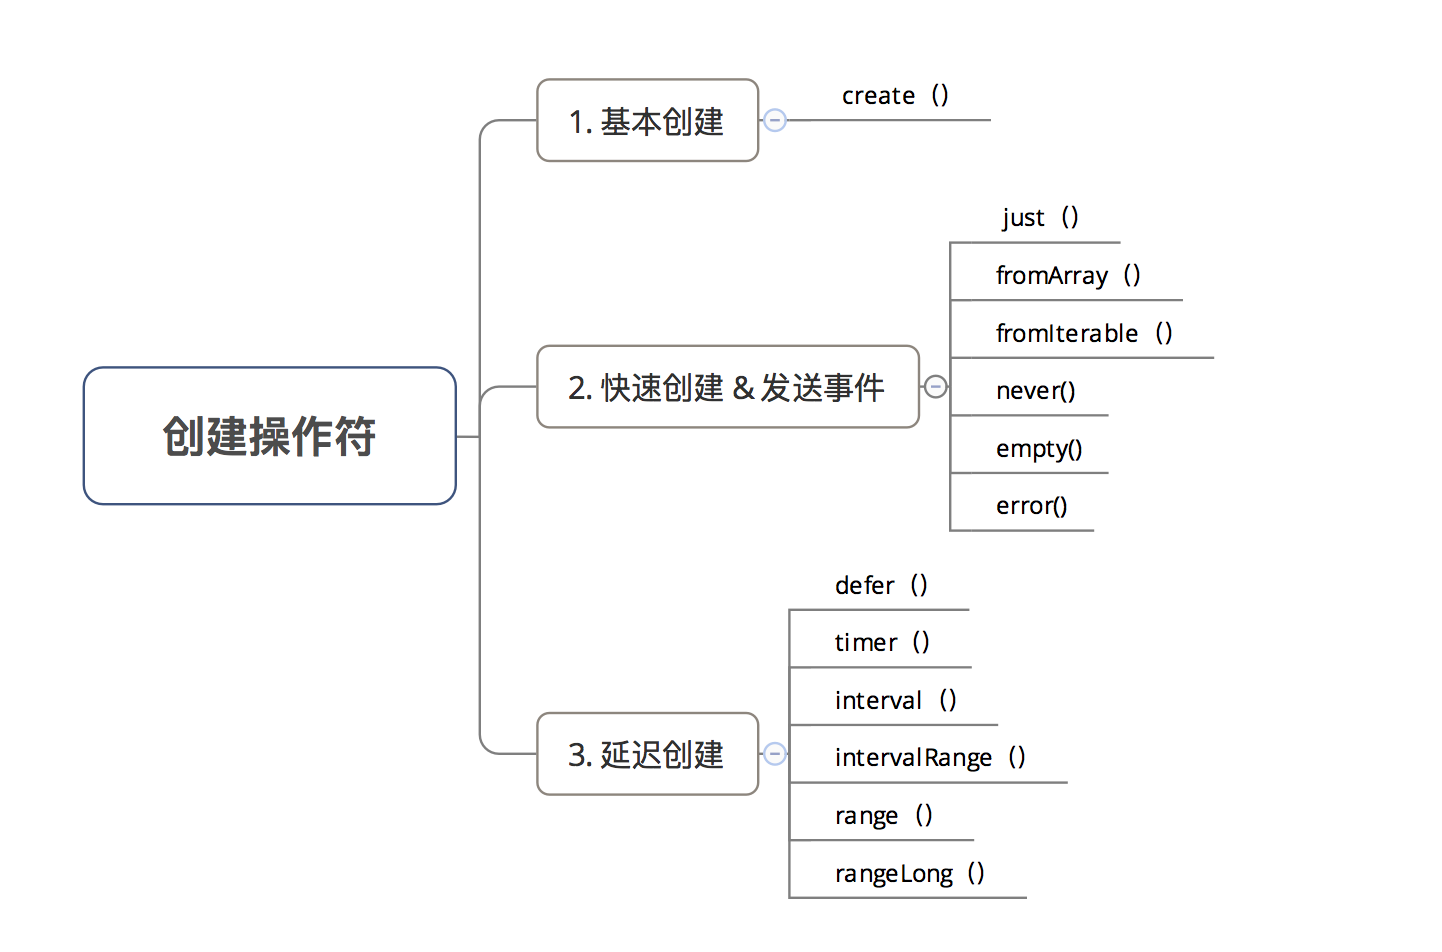 创建操作符
1. 基本创建
create（）
2. 快速创建 & 发送事件
just（）
fromArray（）
fromIterable（）
never()
empty()
error()
3. 延迟创建
defer（）
timer（）
interval（）
intervalRange（）
range（）
rangeLong（）